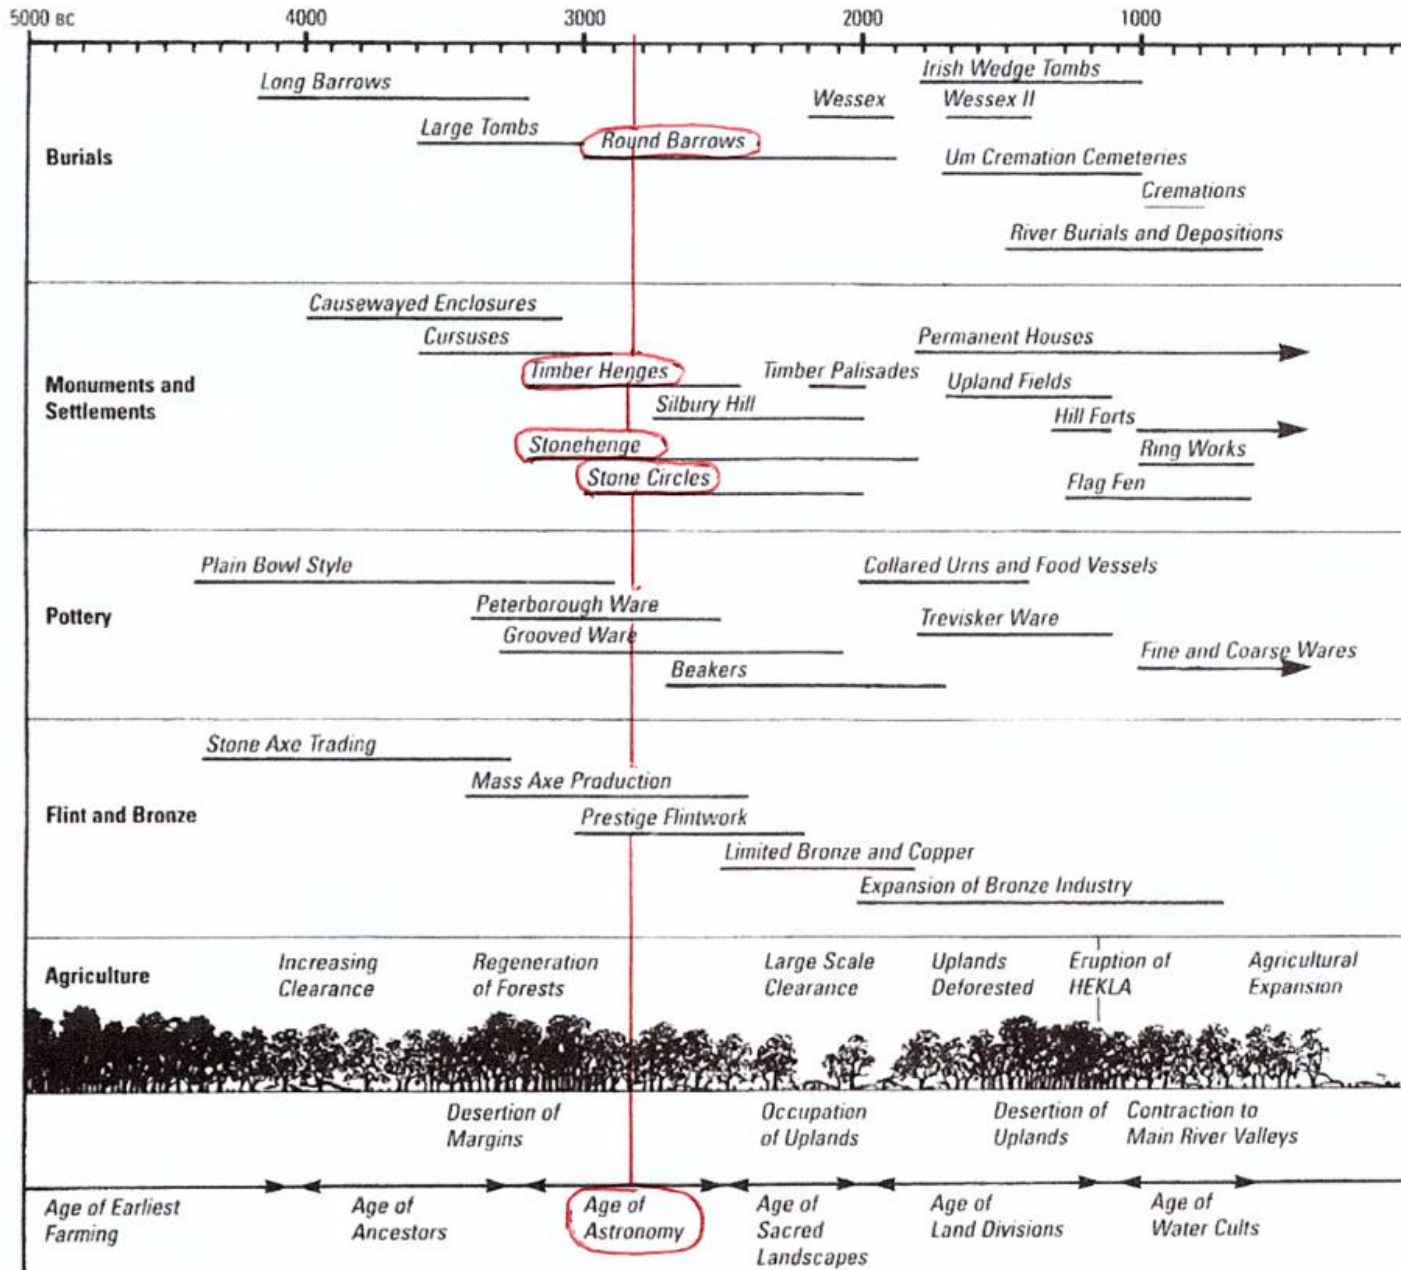 5000 BC 4000 3000 2000 1000
Burials
Long Barrows
Large Tombs
Round Barrows
Wessex
Irish Wedge Tombs
Wessex II
Urn Cremation Cemeteries
Cremations
River Burials and Depositions
Monuments and
Settlements
Causewayed Enclosures
Cursuses
Timber Henges
Silbury Hill
Stonehenge
Stone Circles
Timber Palisades
Permanent Houses
Upland Fields
Hill Forts
Ring Works
Flag Fen
Pottery
Plain Bowl Style
Peterborough Ware
Grooved Ware
Beakers
Collared Urns and Food Vessels
Trevisker Ware
Fine and Coarse Wares
Flint and Bronze
Stone Axe Trading
Mass Axe Production
Prestige Flintwork
Limited Bronze and Copper
Expansion of Bronze Industry
Agriculture
Increasing
Clearance
Regeneration
of Forests
Large Scale
Clearance
Uplands
Deforested
Eruption of
HEKLA
Agricultural
Expansion
Desertion of
Margins
Occupation
of Uplands
Desertion of
Uplands
Contraction to
Main River Valleys
Age of Earliest
Farming
Age of
Ancestors
Age of
Astronomy
Age of
Sacred
Landscapes
Age of
Land Divisions
Age of
Water Cults